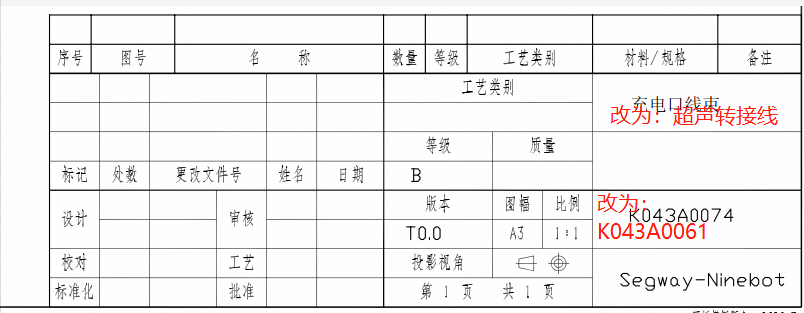 序号 图号 名 称 数量 等级 工艺类别 材料/规格 备注
工艺类别
充电口线束
改为：超声转接线
等级 质量
标记 处数 更改文件号 姓名 日期 B
设计 审核 版本 图幅 比例
改为：
K043A0074
T0.0 A3 1:1
K043A0061
校对 工艺 投影视角
Segway-Ninebot
标准化 批准 第 1 页 共 1 页